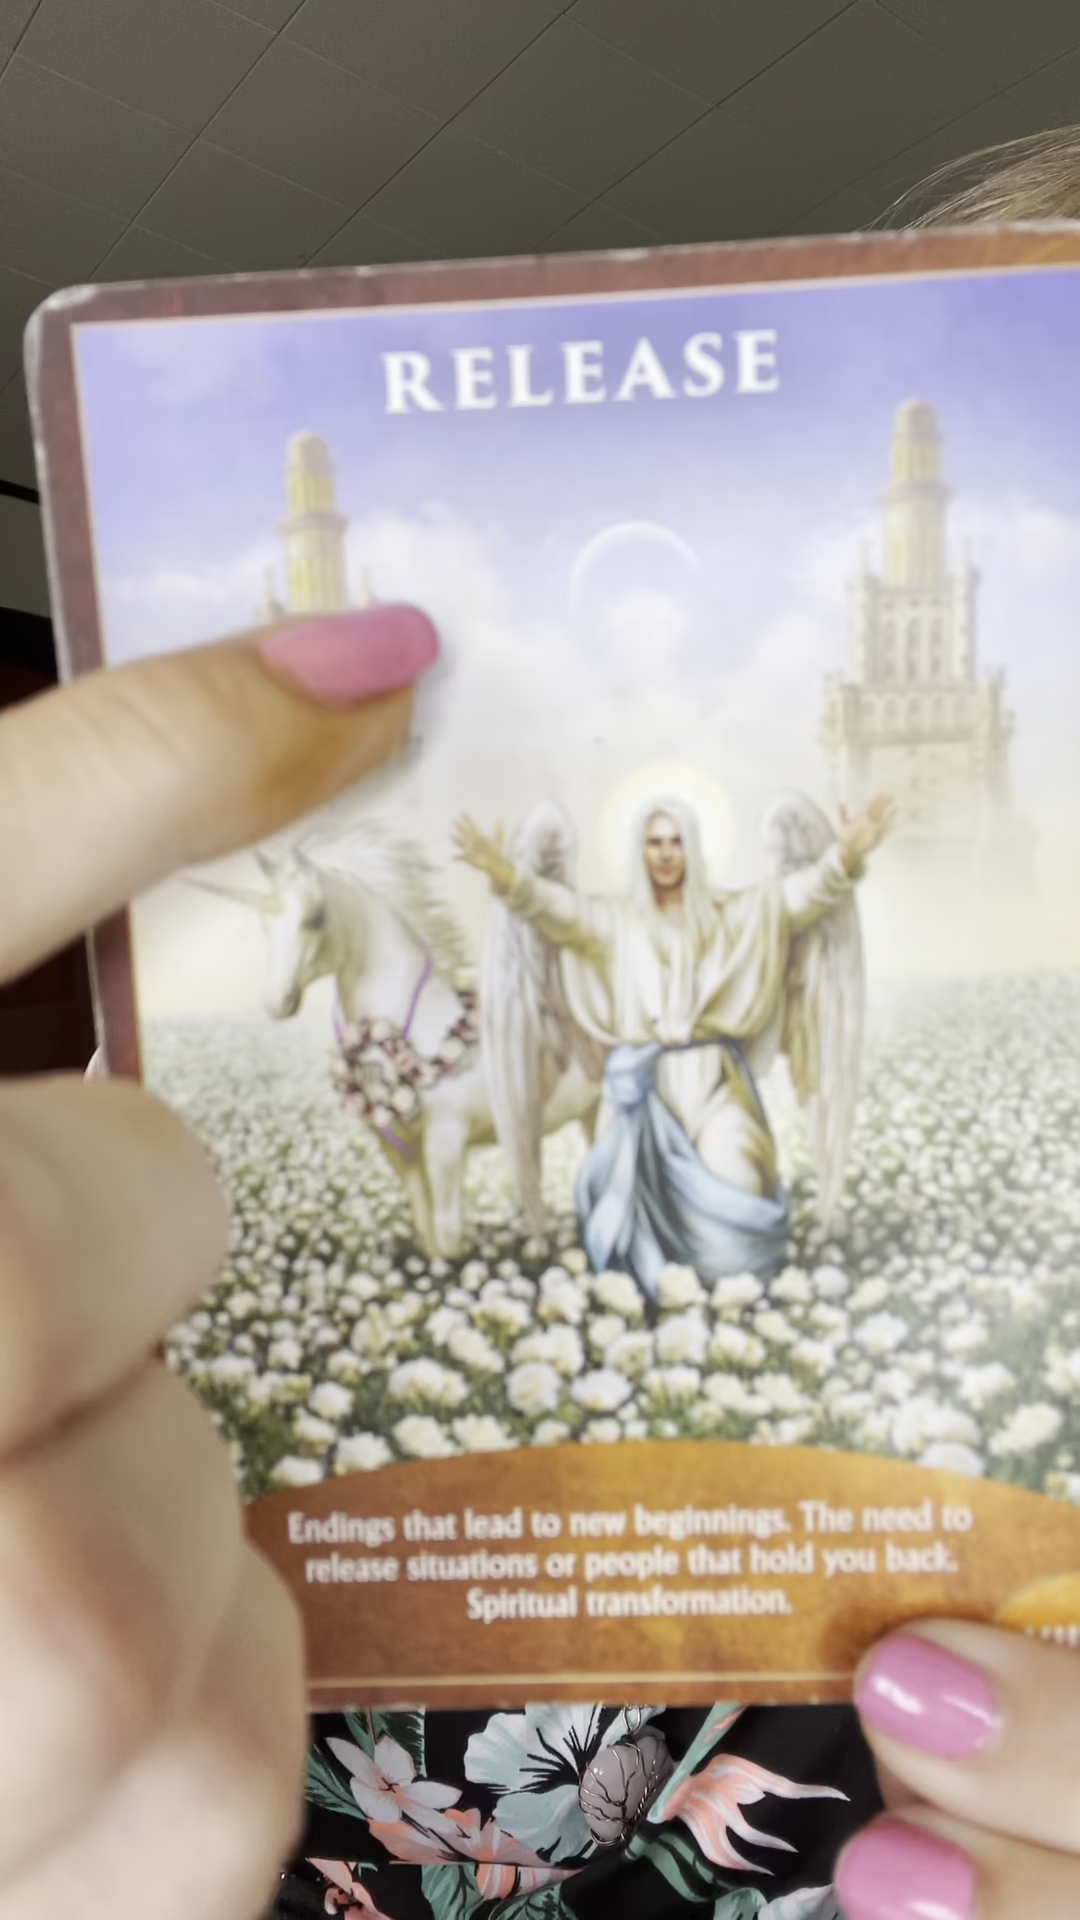 RELEASE
Endings that lead to new beginnings. The need to
release situations or people that hold you back.
Spiritual transformation.